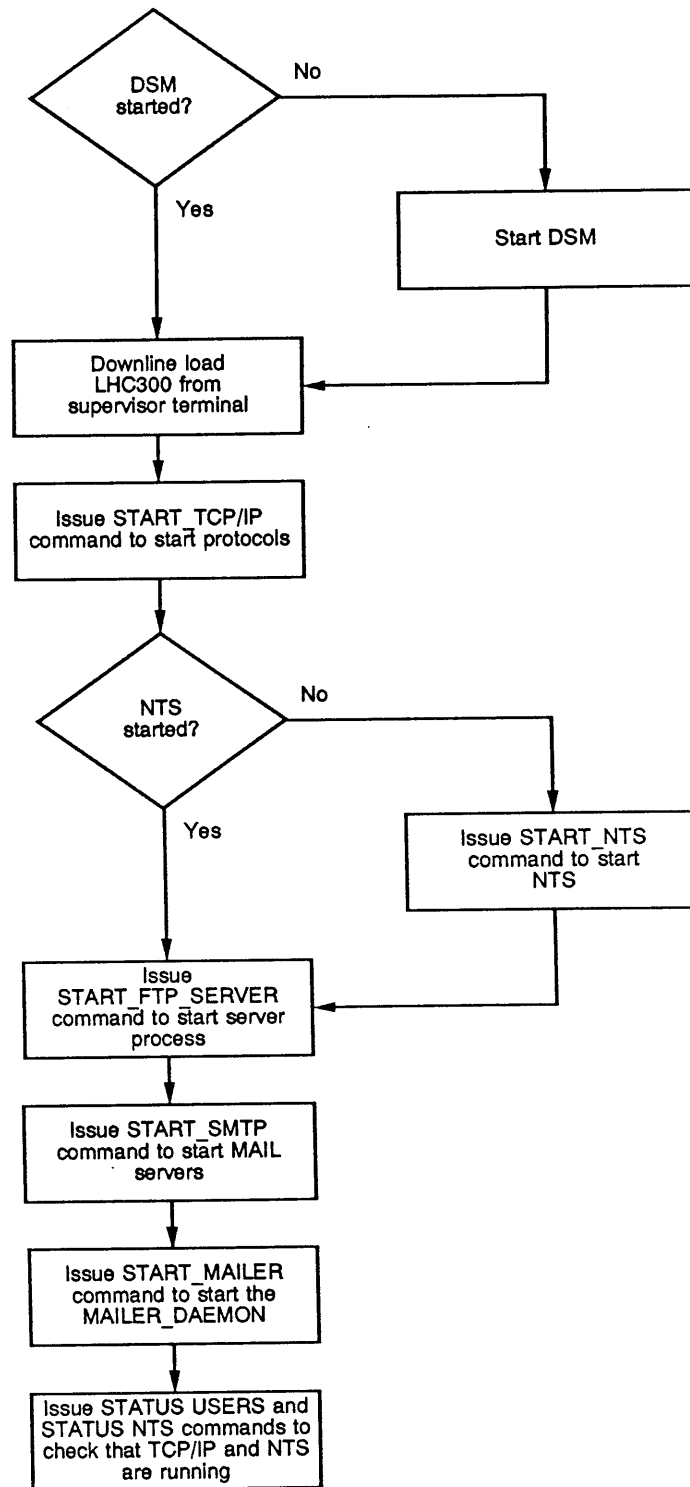 DSM
started?
No
Yes
Start DSM
Downline load
LHC300 from
supervisor terminal
Issue START_TCP/IP
command to start protocols
NTS
started?
No
Yes
Issue START_NTS
command to start
NTS
Issue
START_FTP_SERVER
command to start server
process
Issue START_SMTP
command to start MAIL
servers
Issue START_MAILER
command to start the
MAILER_DAEMON
Issue STATUS USERS and
STATUS NTS commands to
check that TCP/IP and NTS
are running